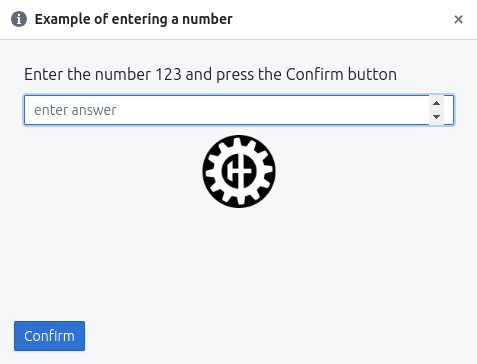 Example of entering a number
Enter the number 123 and press the Confirm button
enter answer
Confirm